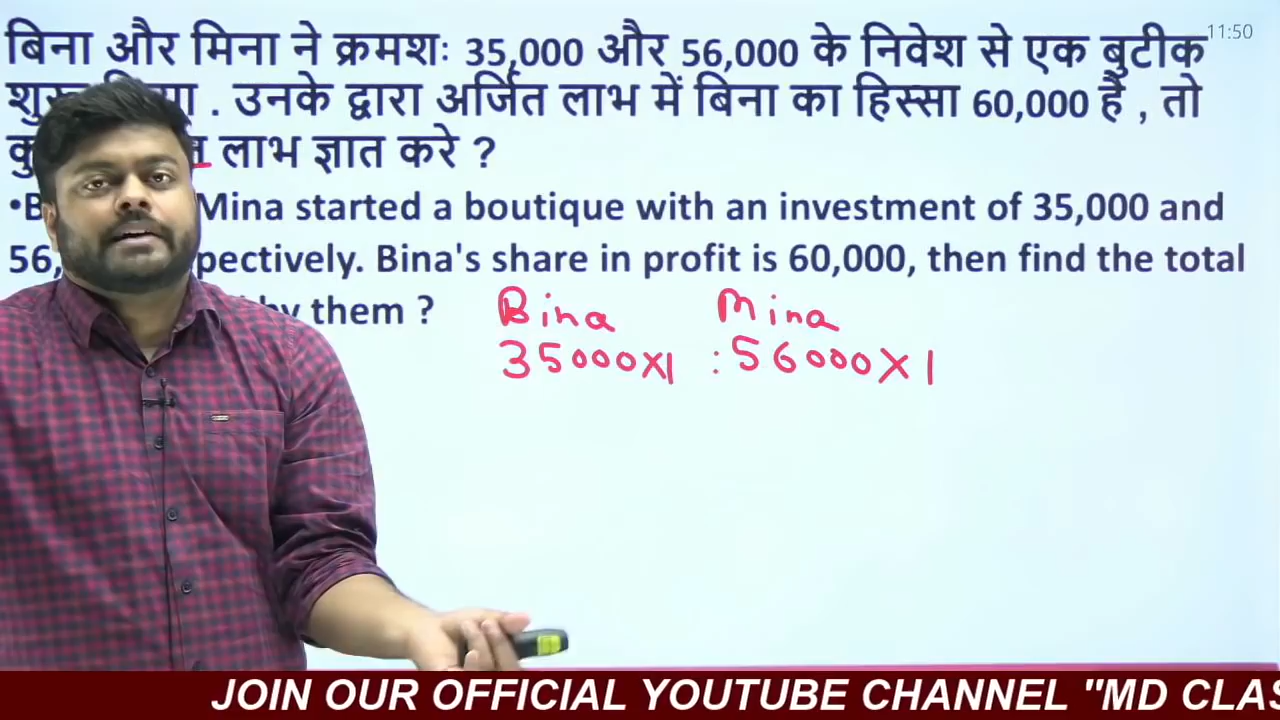 बिना और मिना ने क्रमशः 35,000 और 56,000 के निवेश से एक बुटीक
11:50
. उनके द्वारा अर्जित लाभ में बिना का हिस्सा 60,000 है , तो
लाभ ज्ञात करे ?
Mina started a boutique with an investment of 35,000 and
56, Bina's share in profit is 60,000, then find the total
by them ?
Bina Mina
35000×1 : 56000×1
JOIN OUR OFFICIAL YOUTUBE CHANNEL "MD